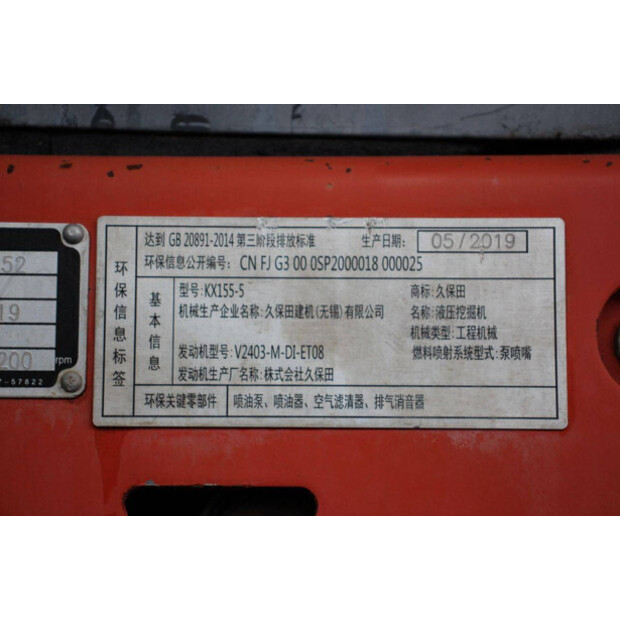 达到 GB 20891-2014 第三阶段排放标准 生产日期: 05/2019
环保信息公开编号: CN FJ G3 00 0SP2000018 000025
环保信息标签
基本信息
型号: KX155-5 商标: 久保田
机械生产企业名称: 久保田建机(无锡)有限公司 名称: 液压挖掘机
机械类型: 工程机械
发动机型号: V2403-M-DI-ET08 燃料喷射系统型式: 泵喷嘴
发动机生产厂名称: 株式会社久保田
环保关键零部件 喷油泵、喷油器、空气滤清器、排气消音器
52
19
200 rpm
7-57822